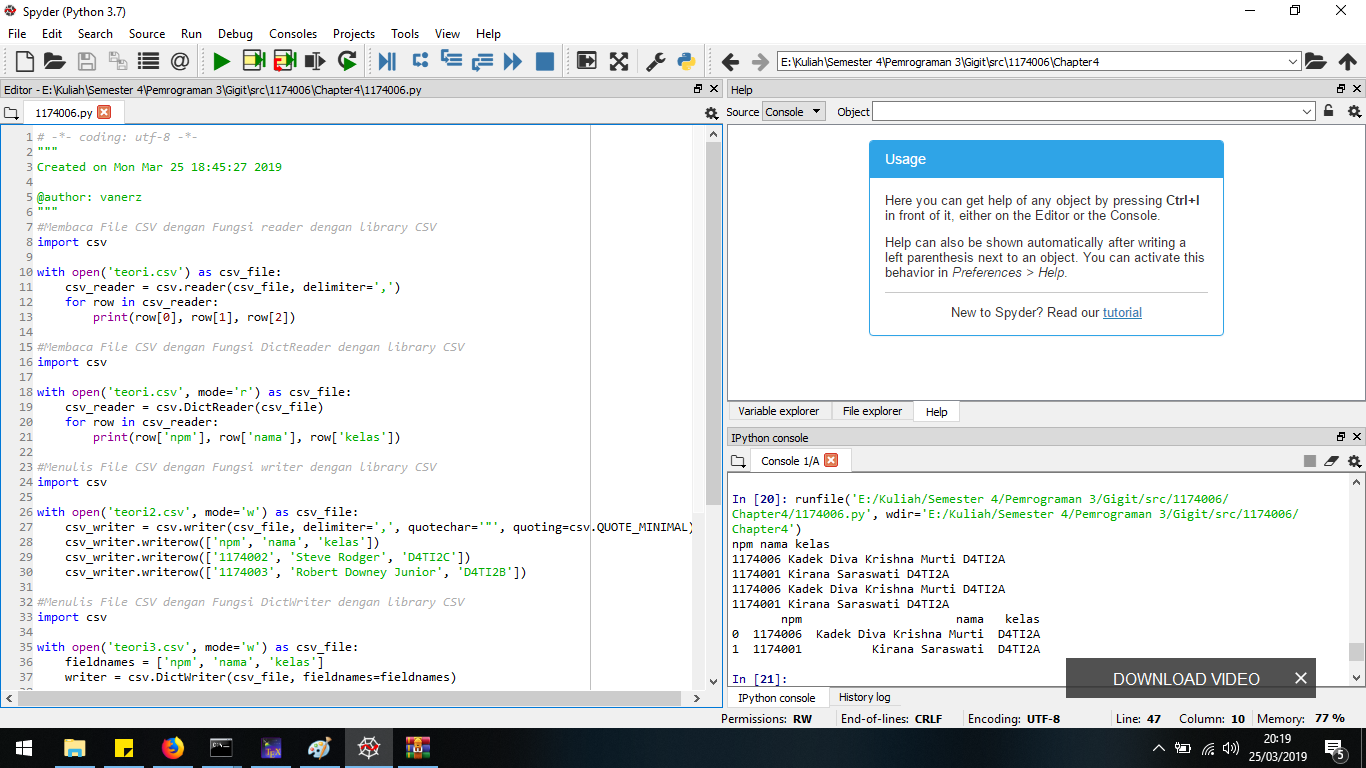 Spyder (Python 3.7)
File Edit Search Source Run Debug Consoles Projects Tools View Help
E:\Kuliah\Semester 4\Pemrograman 3\Gigit\src\1174006\Chapter4
Editor - E:\Kuliah\Semester 4\Pemrograman 3\Gigit\src\1174006\Chapter4\1174006.py
1174006.py
1 # -*- coding: utf-8 -*-
2 """
3 Created on Mon Mar 25 18:45:27 2019
4
5 @author: vanerz
6 """
7 #Membaca File CSV dengan Fungsi reader dengan library CSV
8 import csv
9
10 with open('teori.csv') as csv_file:
11     csv_reader = csv.reader(csv_file, delimiter=',')
12     for row in csv_reader:
13         print(row[0], row[1], row[2])
14
15 #Membaca File CSV dengan Fungsi DictReader dengan library CSV
16 import csv
17
18 with open('teori.csv', mode='r') as csv_file:
19     csv_reader = csv.DictReader(csv_file)
20     for row in csv_reader:
21         print(row['npm'], row['nama'], row['kelas'])
22
23 #Menulis File CSV dengan Fungsi writer dengan library CSV
24 import csv
25
26 with open('teori2.csv', mode='w') as csv_file:
27     csv_writer = csv.writer(csv_file, delimiter=',', quotechar='"', quoting=csv.QUOTE_MINIMAL)
28     csv_writer.writerow(['npm', 'nama', 'kelas'])
29     csv_writer.writerow(['1174002', 'Steve Rodger', 'D4TI2C'])
30     csv_writer.writerow(['1174003', 'Robert Downey Junior', 'D4TI2B'])
31
32 #Menulis File CSV dengan Fungsi DictWriter dengan library CSV
33 import csv
34
35 with open('teori3.csv', mode='w') as csv_file:
36     fieldnames = ['npm', 'nama', 'kelas']
37     writer = csv.DictWriter(csv_file, fieldnames=fieldnames)
Help
Source Console Object
Usage
Here you can get help of any object by pressing Ctrl+I
in front of it, either on the Editor or the Console.
Help can also be shown automatically after writing a
left parenthesis next to an object. You can activate this
behavior in Preferences > Help.
New to Spyder? Read our tutorial
Variable explorer File explorer Help
IPython console
Console 1/A
In [20]: runfile('E:/Kuliah/Semester 4/Pemrograman 3/Gigit/src/1174006/
Chapter4/1174006.py', wdir='E:/Kuliah/Semester 4/Pemrograman 3/Gigit/src/1174006/
Chapter4')
npm nama kelas
1174006 Kadek Diva Krishna Murti D4TI2A
1174001 Kirana Saraswati D4TI2A
1174006 Kadek Diva Krishna Murti D4TI2A
1174001 Kirana Saraswati D4TI2A
npm nama kelas
0 1174006 Kadek Diva Krishna Murti D4TI2A
1 1174001 Kirana Saraswati D4TI2A
In [21]:
DOWNLOAD VIDEO
IPython console History log
Permissions: RW End-of-lines: CRLF Encoding: UTF-8 Line: 47 Column: 10 Memory: 77 %
20:19
25/03/2019
5